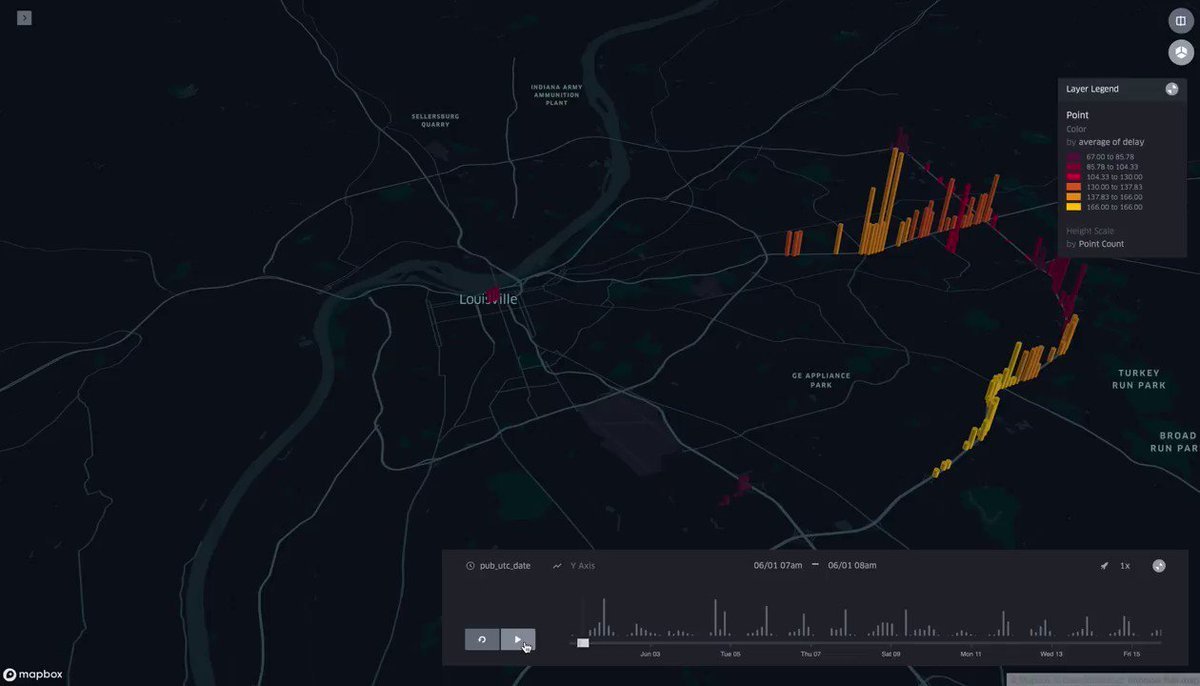 INDIANA ARMY
AMMUNITION
PLANT
SELLERSBURG
QUARRY
Layer Legend
Point
Color
by average of delay
67.00 to 85.78
85.78 to 104.33
104.33 to 130.00
130.00 to 137.83
137.83 to 166.00
166.00 to 166.00
Height Scale
by Point Count
Louisville
GE APPLIANCE
PARK
TURKEY
RUN PARK
BROAD
RUN PAR
pub_utc_date
Y Axis
06/01 07am — 06/01 08am
1x
Jun 03
Tue 05
Thu 07
Sat 09
Mon 11
Wed 13
Fri 15
mapbox